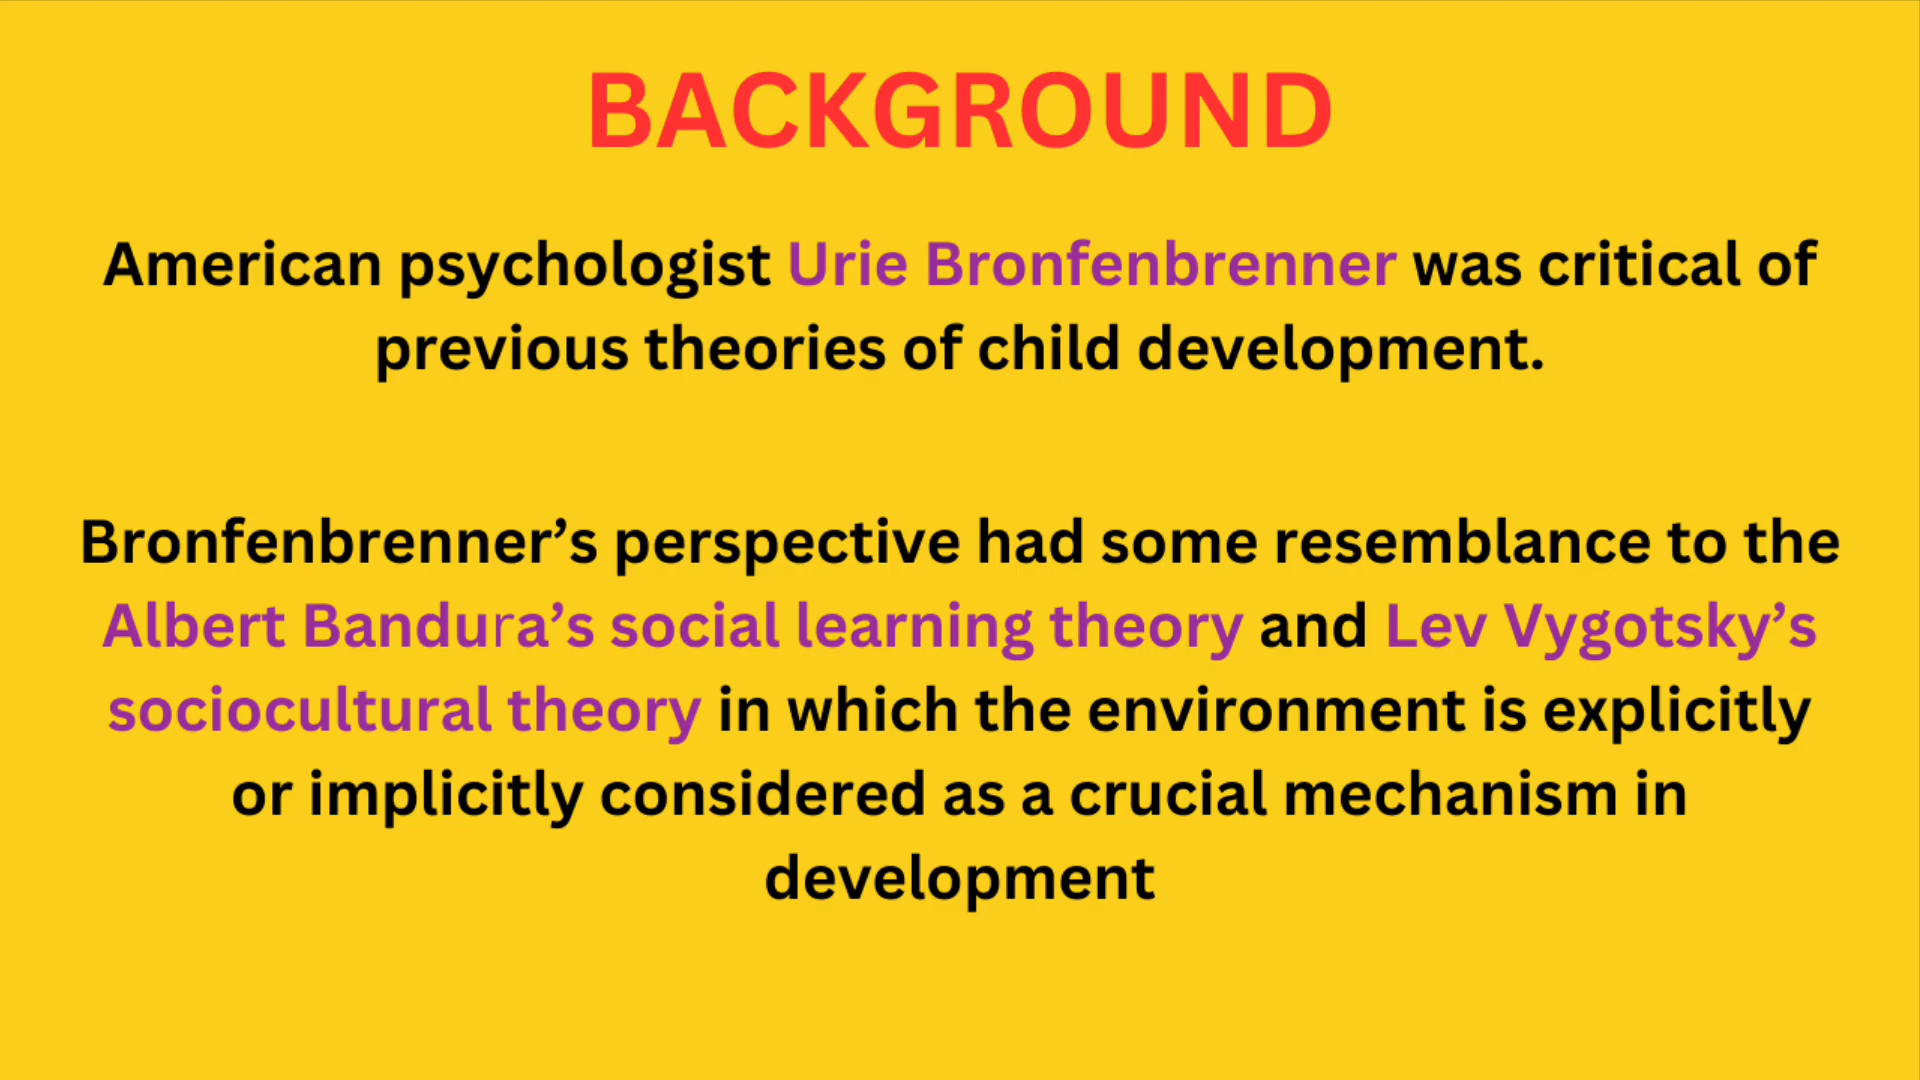 BACKGROUND
American psychologist Urie Bronfenbrenner was critical of
previous theories of child development.
Bronfenbrenner’s perspective had some resemblance to the
Albert Bandura’s social learning theory and Lev Vygotsky’s
sociocultural theory in which the environment is explicitly
or implicitly considered as a crucial mechanism in
development